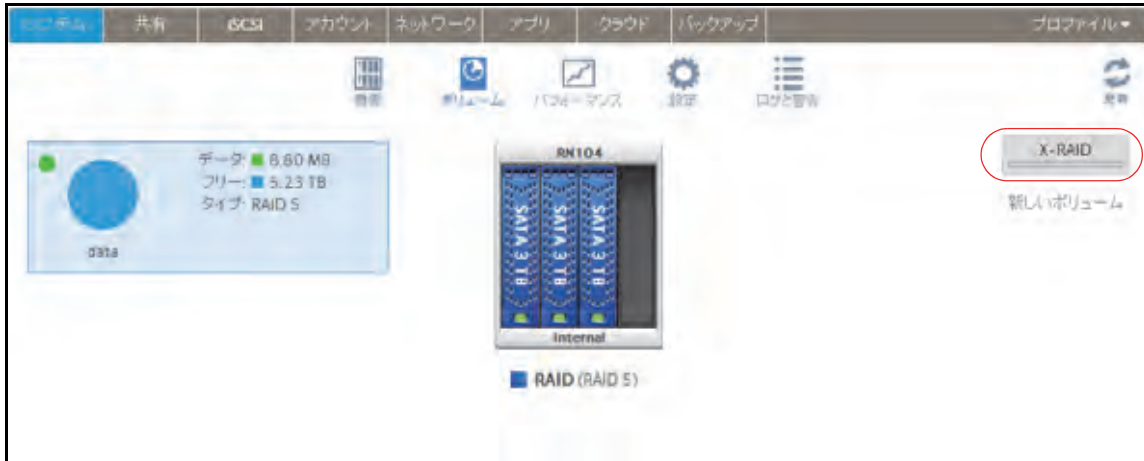 システム 共有 iSCSI アカウント ネットワーク アプリ クラウド バックアップ プロファイル▼
ボリューム パフォーマンス 設定 ログと警告 更新
データ: 8.80 MB
フリー: 5.23 TB
タイプ: RAID 5
data
RN104
SATA 3 TB SATA 3 TB SATA 3 TB
Internal
RAID (RAID 5)
X-RAID
新しいボリューム